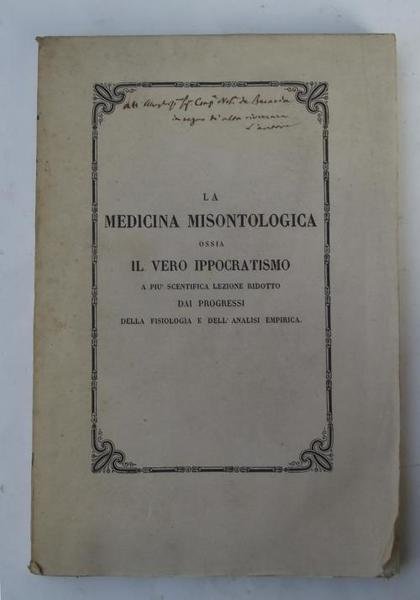 in segno di alta riverenza
L'autore
LA
MEDICINA MISONTOLOGICA
OSSIA
IL VERO IPPOCRATISMO
A PIU' SCENTIFICA LEZIONE RIDOTTO
DAI PROGRESSI
DELLA FISIOLOGIA E DELL' ANALISI EMPIRICA.